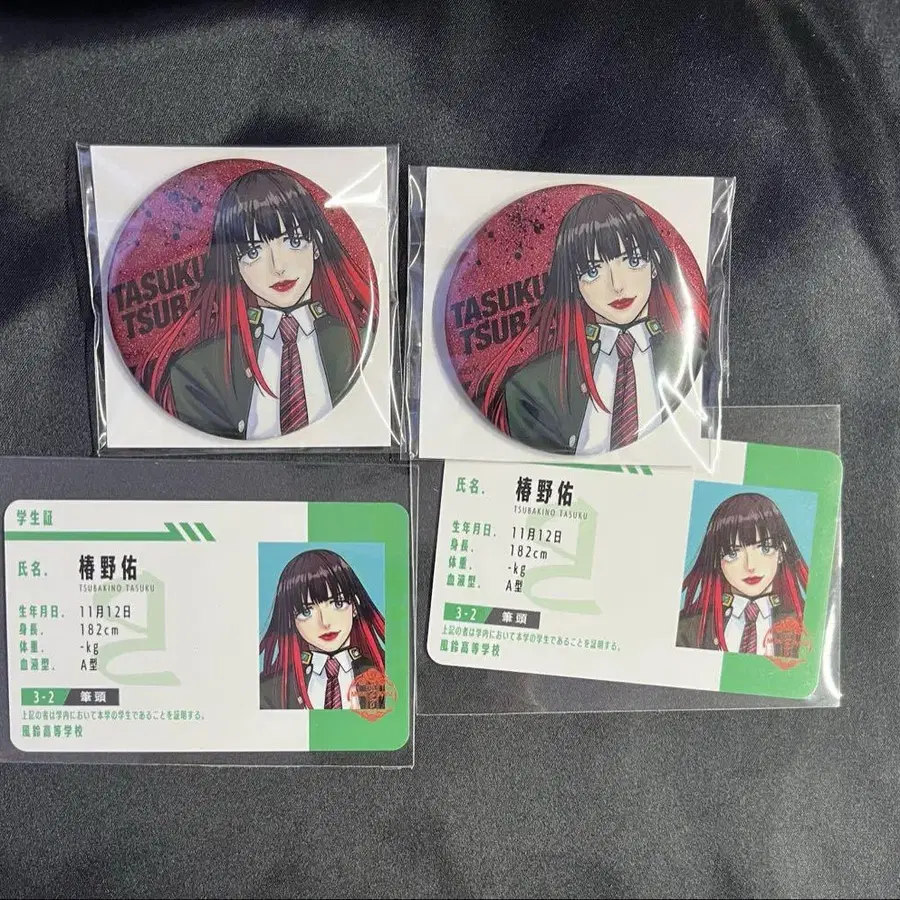 TASUKU
TSUBA
TASUKU
TSUBA
学生証
氏名. 椿野佑
TSUBAKINO TASUKU
生年月日. 11月12日
身長. 182cm
体重. -kg
血液型. A型
3-2 筆頭
上記の者は学内において本学の学生であることを証明する。
風鈴高等学校
氏名. 椿野佑
TSUBAKINO TASUKU
生年月日. 11月12日
身長. 182cm
体重. -kg
血液型. A型
3-2 筆頭
上記の者は学内において本学の学生であることを証明する。
風鈴高等学校